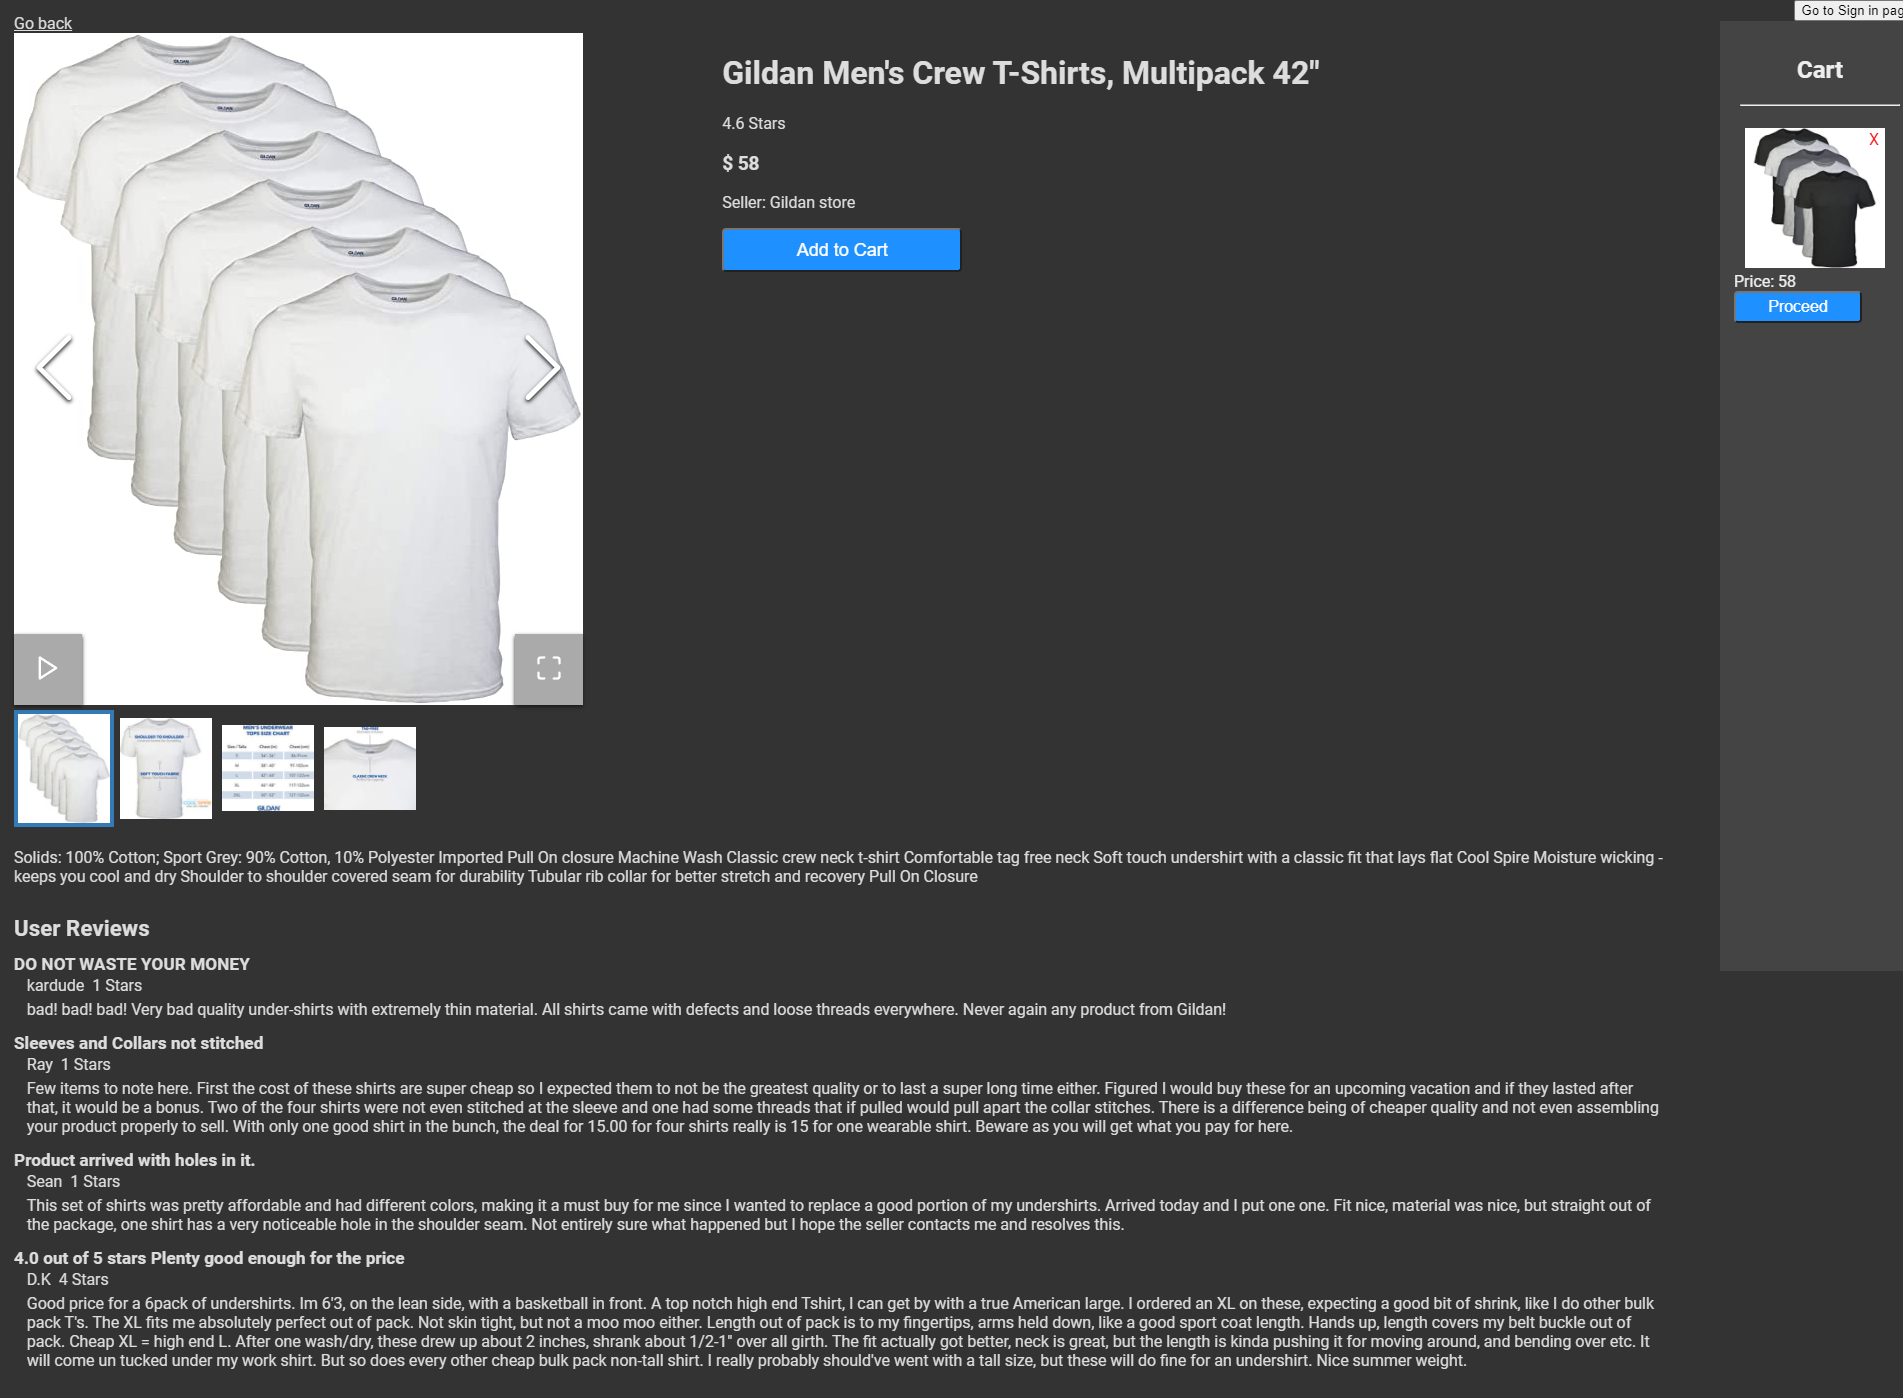 Go back
Go to Sign in pag
GILDAN
GILDAN
GILDAN
GILDAN
GILDAN
GILDAN
Gildan Men's Crew T-Shirts, Multipack 42"
4.6 Stars
$ 58
Seller: Gildan store
Add to Cart
Cart
X
Price: 58
Proceed
SHOULDER TO SHOULDER
SOFT TOUCH FABRIC
MEN'S UNDERWEAR
TOPS SIZE CHART
GILDAN
CLASSIC CREW NECK
Solids: 100% Cotton; Sport Grey: 90% Cotton, 10% Polyester Imported Pull On closure Machine Wash Classic crew neck t-shirt Comfortable tag free neck Soft touch undershirt with a classic fit that lays flat Cool Spire Moisture wicking -
keeps you cool and dry Shoulder to shoulder covered seam for durability Tubular rib collar for better stretch and recovery Pull On Closure
User Reviews
DO NOT WASTE YOUR MONEY
kardude 1 Stars
bad! bad! bad! Very bad quality under-shirts with extremely thin material. All shirts came with defects and loose threads everywhere. Never again any product from Gildan!
Sleeves and Collars not stitched
Ray 1 Stars
Few items to note here. First the cost of these shirts are super cheap so I expected them to not be the greatest quality or to last a super long time either. Figured I would buy these for an upcoming vacation and if they lasted after
that, it would be a bonus. Two of the four shirts were not even stitched at the sleeve and one had some threads that if pulled would pull apart the collar stitches. There is a difference being of cheaper quality and not even assembling
your product properly to sell. With only one good shirt in the bunch, the deal for 15.00 for four shirts really is 15 for one wearable shirt. Beware as you will get what you pay for here.
Product arrived with holes in it.
Sean 1 Stars
This set of shirts was pretty affordable and had different colors, making it a must buy for me since I wanted to replace a good portion of my undershirts. Arrived today and I put one one. Fit nice, material was nice, but straight out of
the package, one shirt has a very noticeable hole in the shoulder seam. Not entirely sure what happened but I hope the seller contacts me and resolves this.
4.0 out of 5 stars Plenty good enough for the price
D.K 4 Stars
Good price for a 6pack of undershirts. Im 6'3, on the lean side, with a basketball in front. A top notch high end Tshirt, I can get by with a true American large. I ordered an XL on these, expecting a good bit of shrink, like I do other bulk
pack T's. The XL fits me absolutely perfect out of pack. Not skin tight, but not a moo moo either. Length out of pack is to my fingertips, arms held down, like a good sport coat length. Hands up, length covers my belt buckle out of
pack. Cheap XL = high end L. After one wash/dry, these drew up about 2 inches, shrank about 1/2-1" over all girth. The fit actually got better, neck is great, but the length is kinda pushing it for moving around, and bending over etc. It
will come un tucked under my work shirt. But so does every other cheap bulk pack non-tall shirt. I really probably should've went with a tall size, but these will do fine for an undershirt. Nice summer weight.